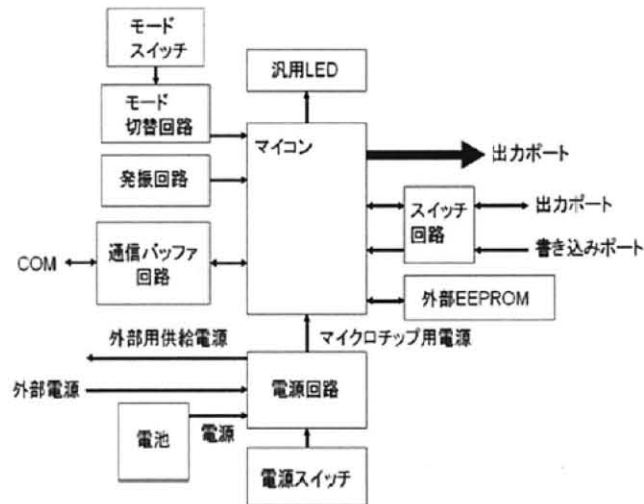 モード
スイッチ
汎用LED
モード
切替回路
マイコン
出力ポート
発振回路
スイッチ
回路
出力ポート
通信バッファ
回路
COM
書き込みポート
外部EEPROM
外部用供給電源
マイクロチップ用電源
外部電源
電源回路
電池
電源
電源スイッチ